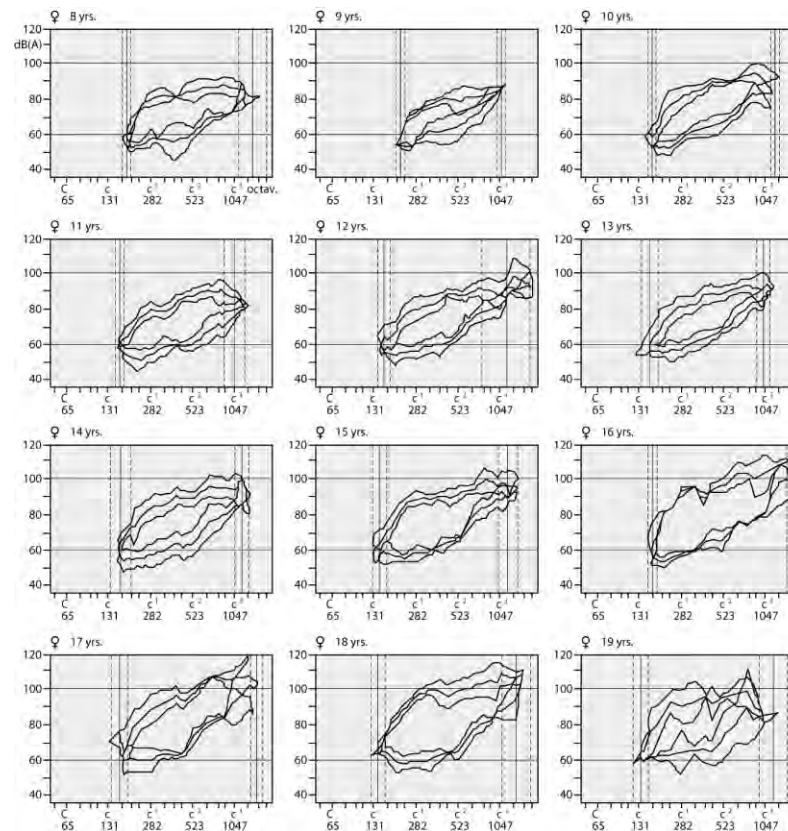 ♀ 8 yrs.
120
dB(A)
100
80
60
40
C c c¹ c² c³ octav.
65 131 282 523 1047
♀ 9 yrs.
120
100
80
60
40
C c c¹ c² c³
65 131 282 523 1047
♀ 10 yrs.
120
100
80
60
40
C c c¹ c² c³
65 131 282 523 1047
♀ 11 yrs.
120
100
80
60
40
C c c¹ c² c³
65 131 282 523 1047
♀ 12 yrs.
120
100
80
60
40
C c c¹ c² c³
65 131 282 523 1047
♀ 13 yrs.
120
100
80
60
40
C c c¹ c² c³
65 131 282 523 1047
♀ 14 yrs.
120
100
80
60
40
C c c¹ c² c³
65 131 282 523 1047
♀ 15 yrs.
120
100
80
60
40
C c c¹ c² c³
65 131 282 523 1047
♀ 16 yrs.
120
100
80
60
40
C c c¹ c² c³
65 131 282 523 1047
♀ 17 yrs.
120
100
80
60
40
C c c¹ c² c³
65 131 282 523 1047
♀ 18 yrs.
120
100
80
60
40
C c c¹ c² c³
65 131 282 523 1047
♀ 19 yrs.
120
100
80
60
40
C c c¹ c² c³
65 131 282 523 1047